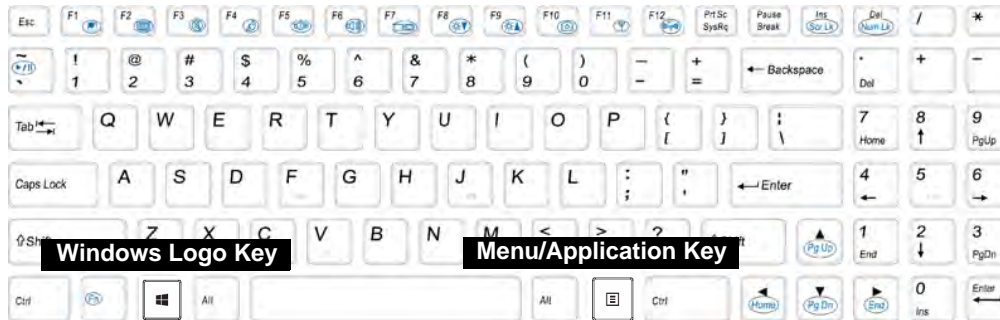 Esc F1 F2 F3 F4 F5 F6 F7 F8 F9 F10 F11 F12 Prt Sc SysRq Pause Break Ins Scr Lk Del Num Lk / *
~ ` ! 1 @ 2 # 3 $ 4 % 5 ^ 6 & 7 * 8 ( 9 ) 0 — - + = ← Backspace . Del + −
Tab Q W E R T Y U I O P { [ } ] ¦ \ 7 Home 8 ↑ 9 PgUp
Caps Lock A S D F G H J K L : ; " ' Enter 4 ← 5 6 →
⇧Sh Z X C V B N M < > ? Pg Up 1 End 2 ↓ 3 PgDn
Windows Logo Key Menu/Application Key
Ctrl Fn Alt Alt Ctrl Home Pg Dn End 0 Ins Enter